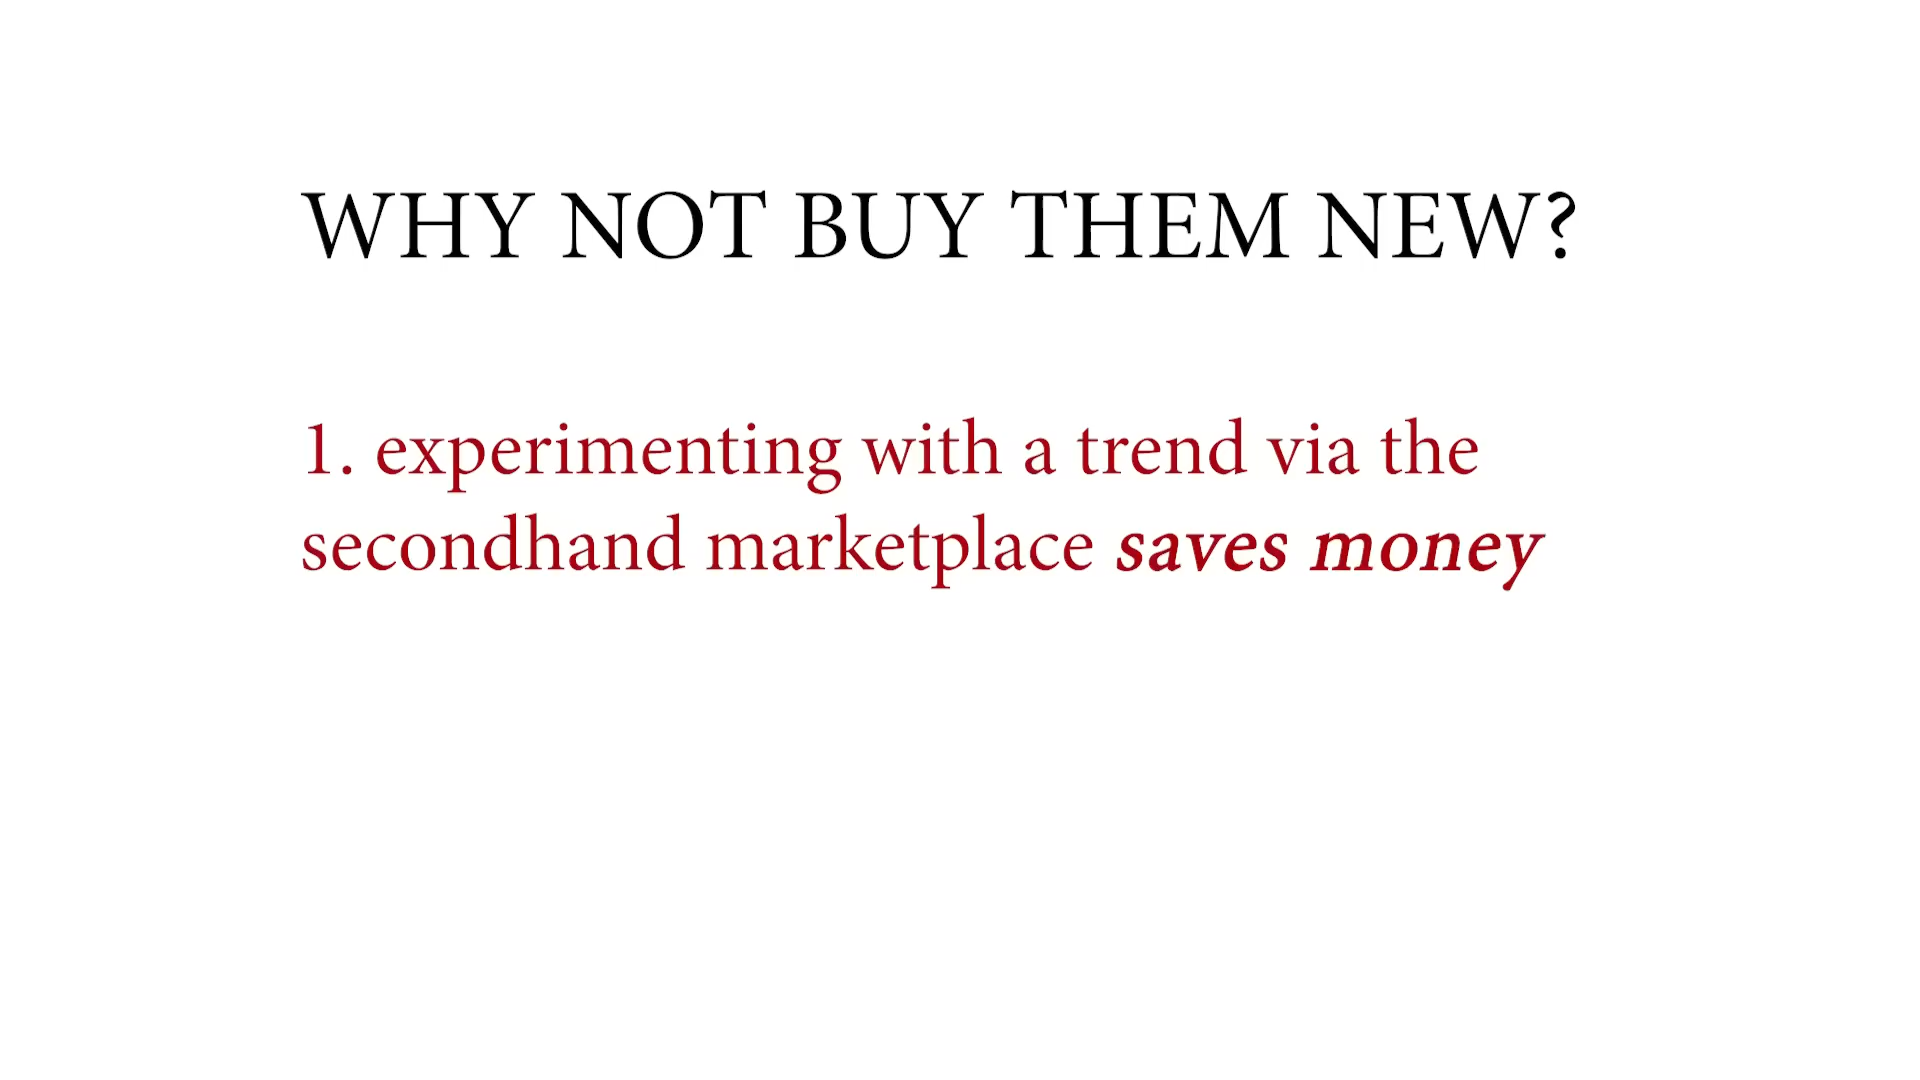 WHY NOT BUY THEM NEW?
1. experimenting with a trend via the
secondhand marketplace saves money